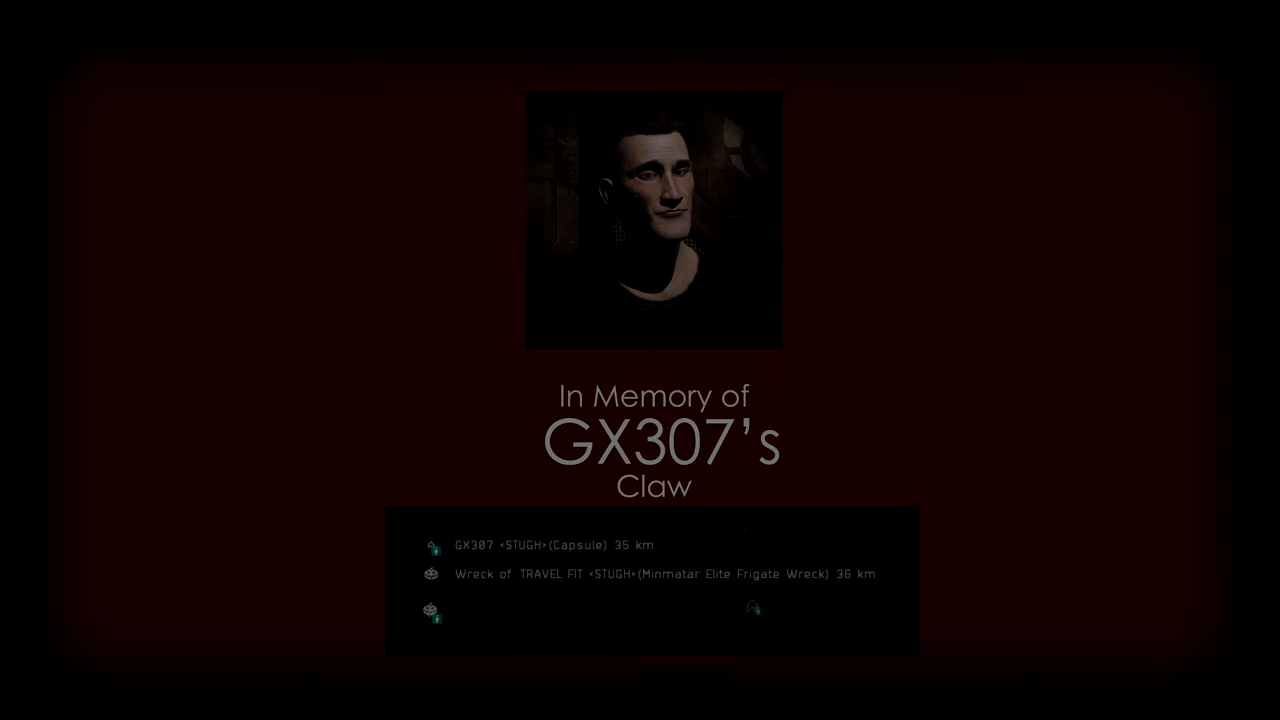 In Memory of
GX307's
Claw
GX307 <STUGH>(Capsule) 35 km
Wreck of: TRAVEL FIT <STUGH>(Minmatar Elite Frigate Wreck) 36 km